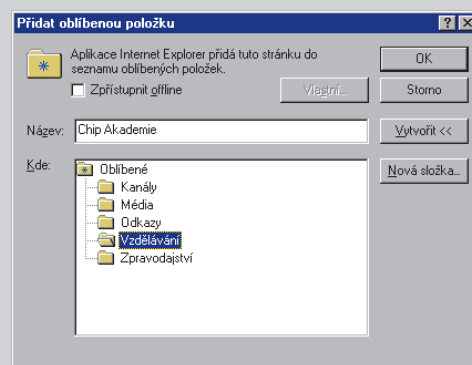 Přidat oblíbenou položku
Aplikace Internet Explorer přidá tuto stránku do
seznamu oblíbených položek.
OK
Zpřístupnit offline
Vlastní...
Storno
Název:
Chip Akademie
Vytvořit <<
Kde:
Oblíbené
Nová složka...
Kanály
Média
Odkazy
Vzdělávání
Zpravodajství